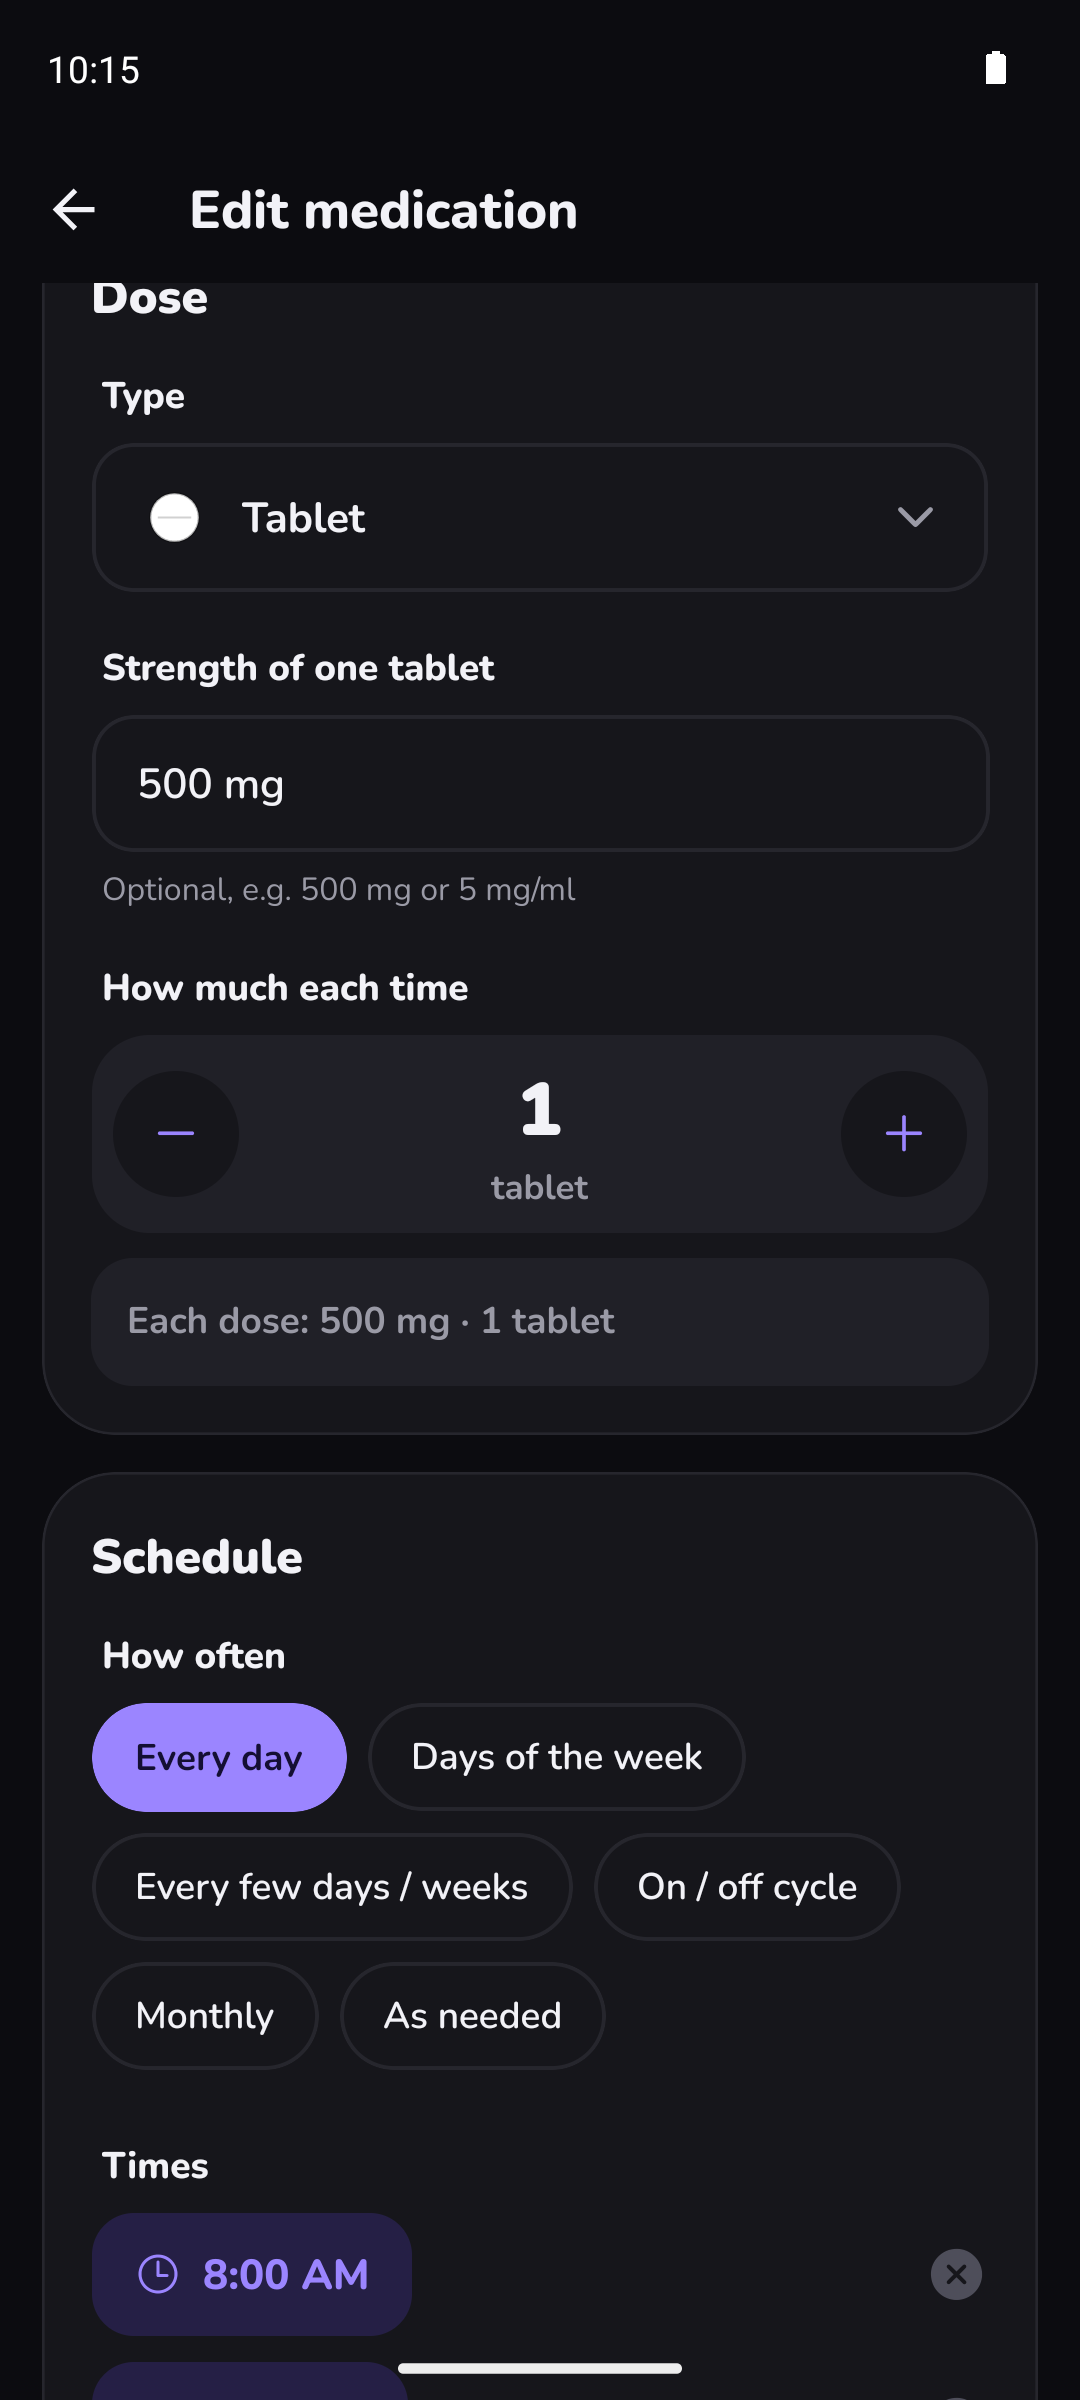 10:15
Edit medication
Dose
Type
Tablet
Strength of one tablet
500 mg
Optional, e.g. 500 mg or 5 mg/ml
How much each time
1
tablet
Each dose: 500 mg · 1 tablet
Schedule
How often
Every day
Days of the week
Every few days / weeks
On / off cycle
Monthly
As needed
Times
8:00 AM